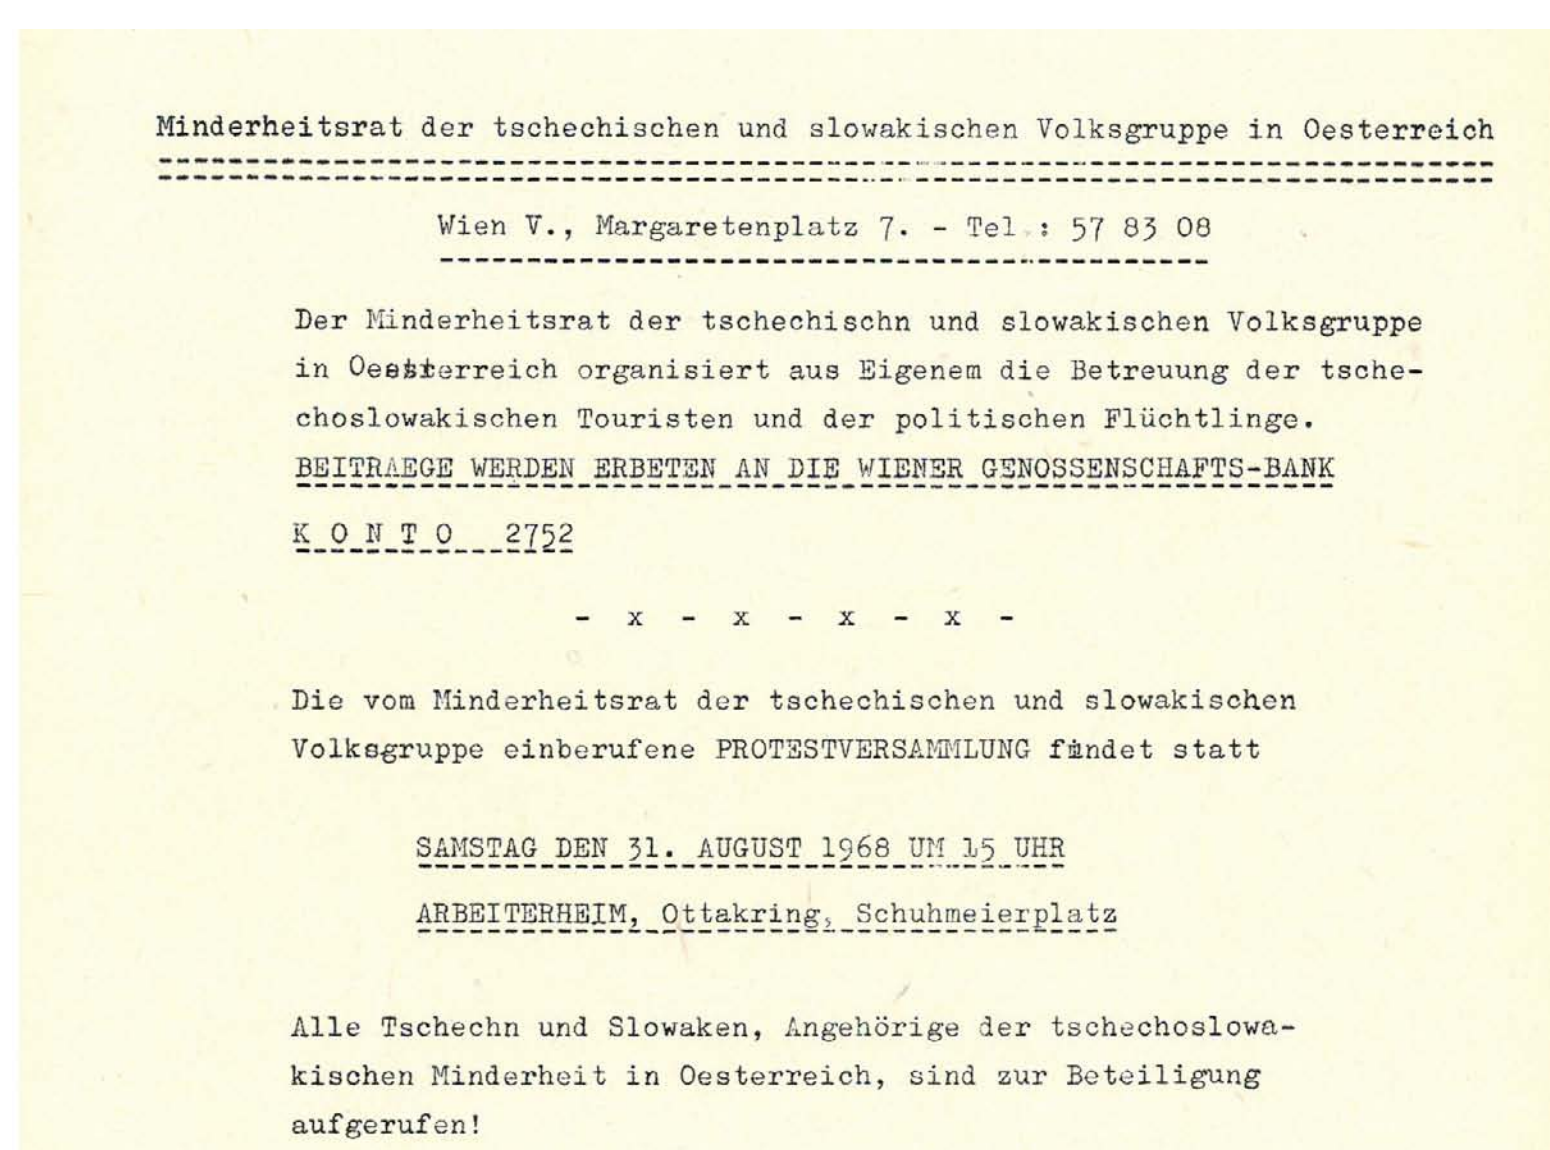 Minderheitsrat der tschechischen und slowakischen Volksgruppe in Oesterreich
Wien V., Margaretenplatz 7. - Tel.: 57 83 08
Der Minderheitsrat der tschechischn und slowakischen Volksgruppe
in Oesterreich organisiert aus Eigenem die Betreuung der tsche-
choslowakischen Touristen und der politischen Flüchtlinge.
BEITRAEGE WERDEN ERBETEN AN DIE WIENER GENOSSENSCHAFTS-BANK
K O N T O 2752
- x - x - x - x -
Die vom Minderheitsrat der tschechischen und slowakischen
Volksgruppe einberufene PROTESTVERSAMMLUNG findet statt
SAMSTAG DEN 31. AUGUST 1968 UM 15 UHR
ARBEITERHEIM, Ottakring, Schuhmeierplatz
Alle Tschechn und Slowaken, Angehörige der tschechoslowa-
kischen Minderheit in Oesterreich, sind zur Beteiligung
aufgerufen!